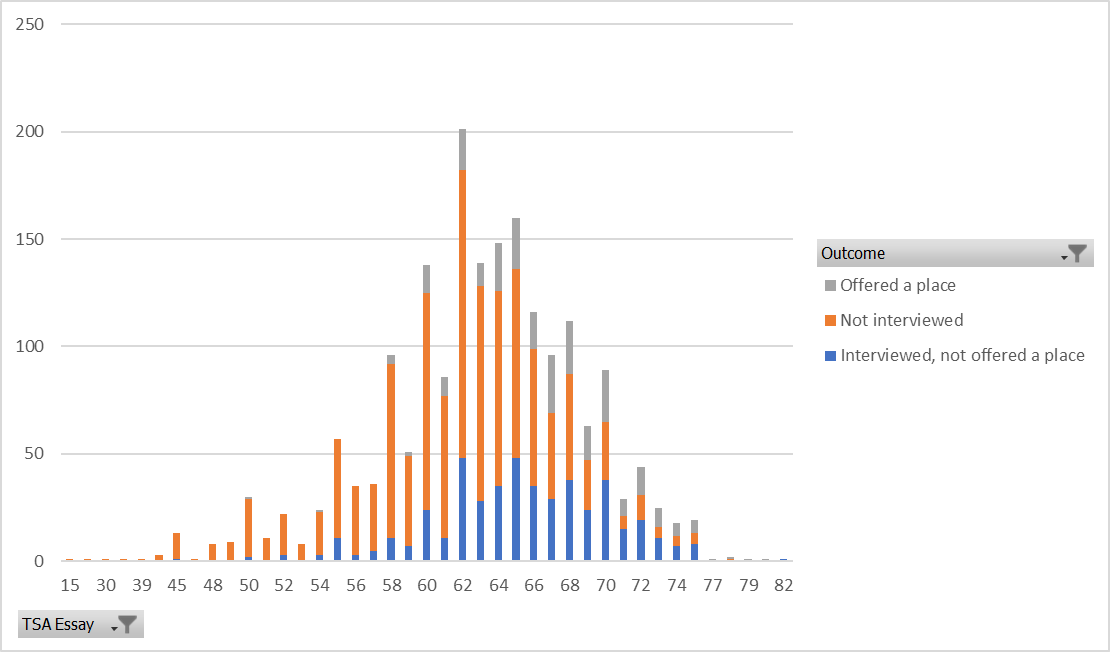 250
200
150
100
50
0
15 30 39 45 48 50 52 54 56 58 60 62 64 66 68 70 72 74 77 79 82
Outcome
Offered a place
Not interviewed
Interviewed, not offered a place
TSA Essay